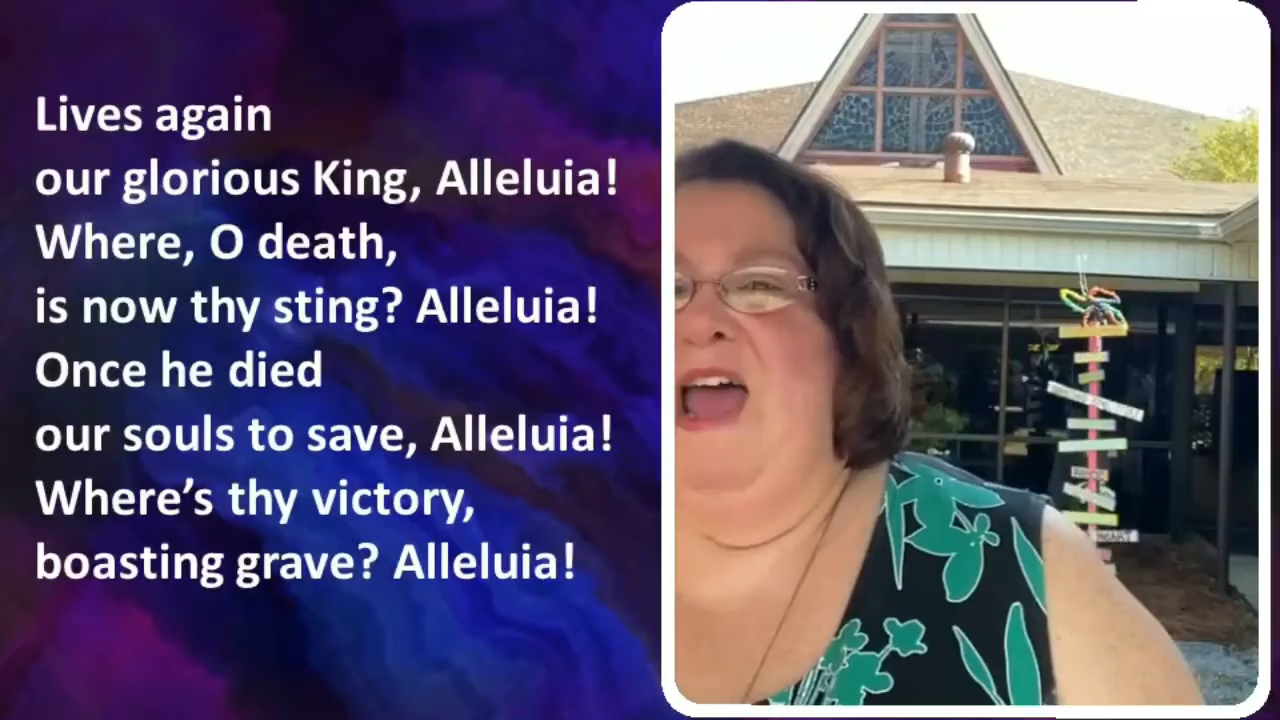 Lives again
our glorious King, Alleluia!
Where, O death,
is now thy sting? Alleluia!
Once he died
our souls to save, Alleluia!
Where’s thy victory,
boasting grave? Alleluia!